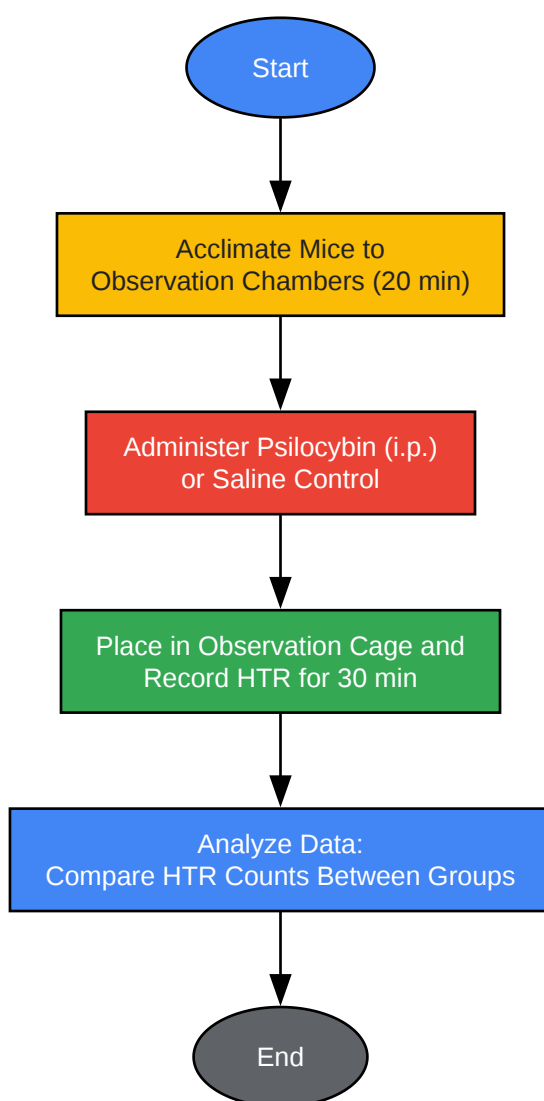 Start
Acclimate Mice to
Observation Chambers (20 min)
Administer Psilocybin (i.p.)
or Saline Control
Place in Observation Cage and
Record HTR for 30 min
Analyze Data:
Compare HTR Counts Between Groups
End